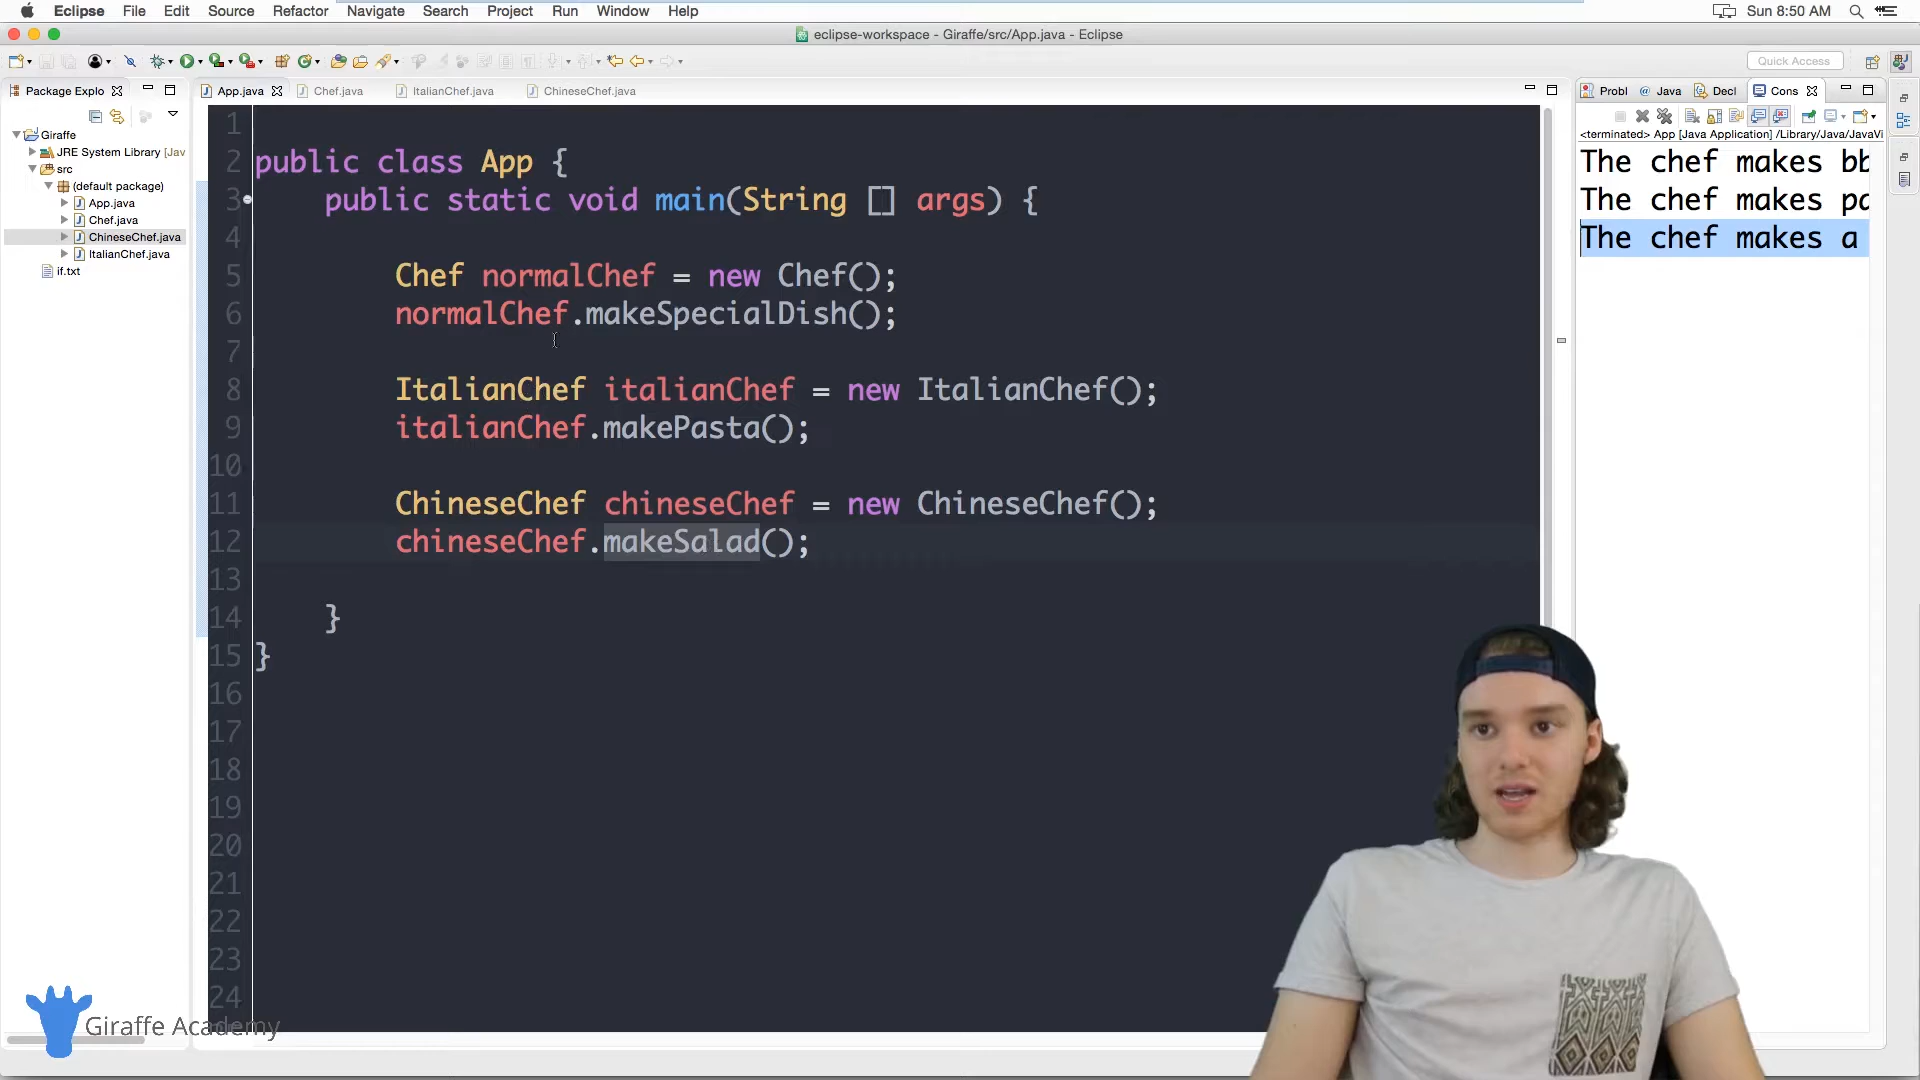 Eclipse File Edit Source Refactor Navigate Search Project Run Window Help Sun 8:50 AM
eclipse-workspace - Giraffe/src/App.java - Eclipse
Quick Access
Package Explo
App.java Chef.java ItalianChef.java ChineseChef.java
Probl Java Decl Cons
Giraffe
JRE System Library [Jav
src
(default package)
App.java
Chef.java
ChineseChef.java
ItalianChef.java
if.txt
1
2 public class App {
3 public static void main(String [] args) {
4
5 Chef normalChef = new Chef();
6 normalChef.makeSpecialDish();
7
8 ItalianChef italianChef = new ItalianChef();
9 italianChef.makePasta();
10
11 ChineseChef chineseChef = new ChineseChef();
12 chineseChef.makeSalad();
13
14 }
15 }
16
17
18
19
20
21
22
23
24
<terminated> App [Java Application] /Library/Java/JavaVi
The chef makes bb
The chef makes pa
The chef makes a
Giraffe Academy